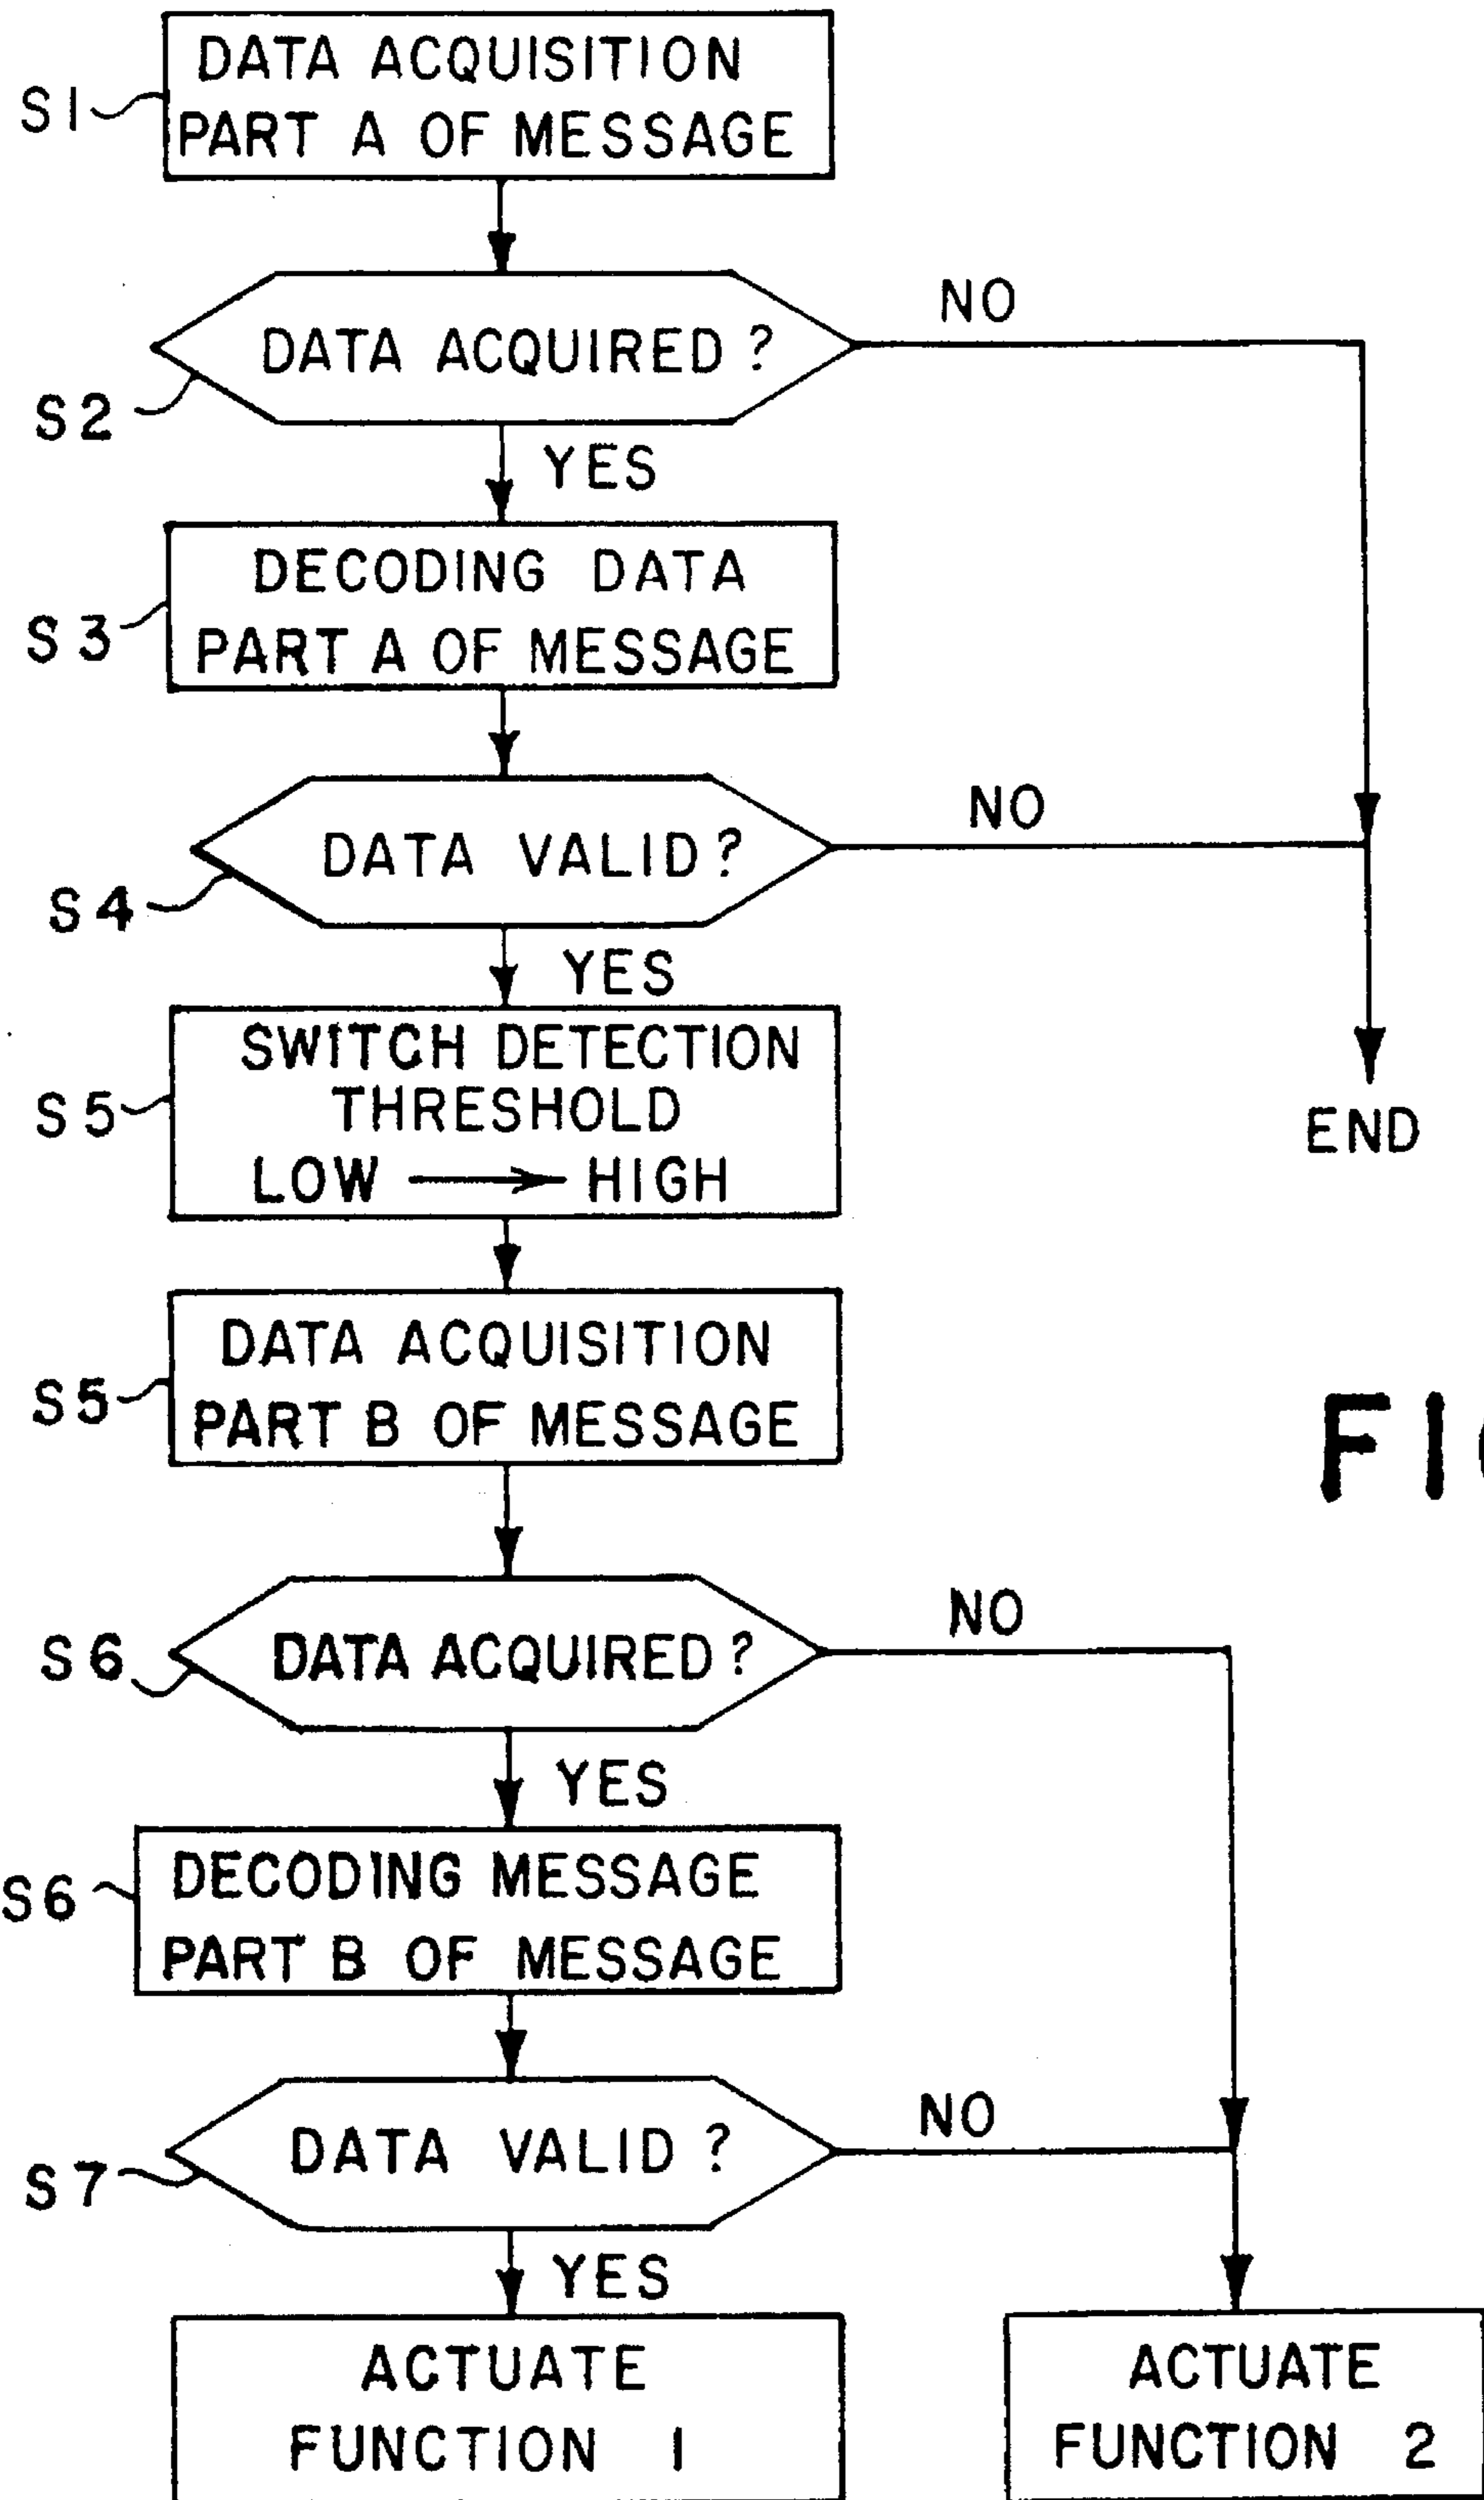 DATA ACQUISITION
S1
PART A OF MESSAGE
NO
DATA ACQUIRED ?
S2
YES
DECODING DATA
S3
PART A OF MESSAGE
NO
DATA VALID ?
S4
YES
SWITCH DETECTION
S5
THRESHOLD
END
LOW → HIGH
DATA ACQUISITION
S5
PART B OF MESSAGE
NO
S6
DATA ACQUIRED ?
YES
DECODING MESSAGE
S6
PART B OF MESSAGE
NO
DATA VALID ?
S7
YES
ACTUATE
FUNCTION 1
ACTUATE
FUNCTION 2